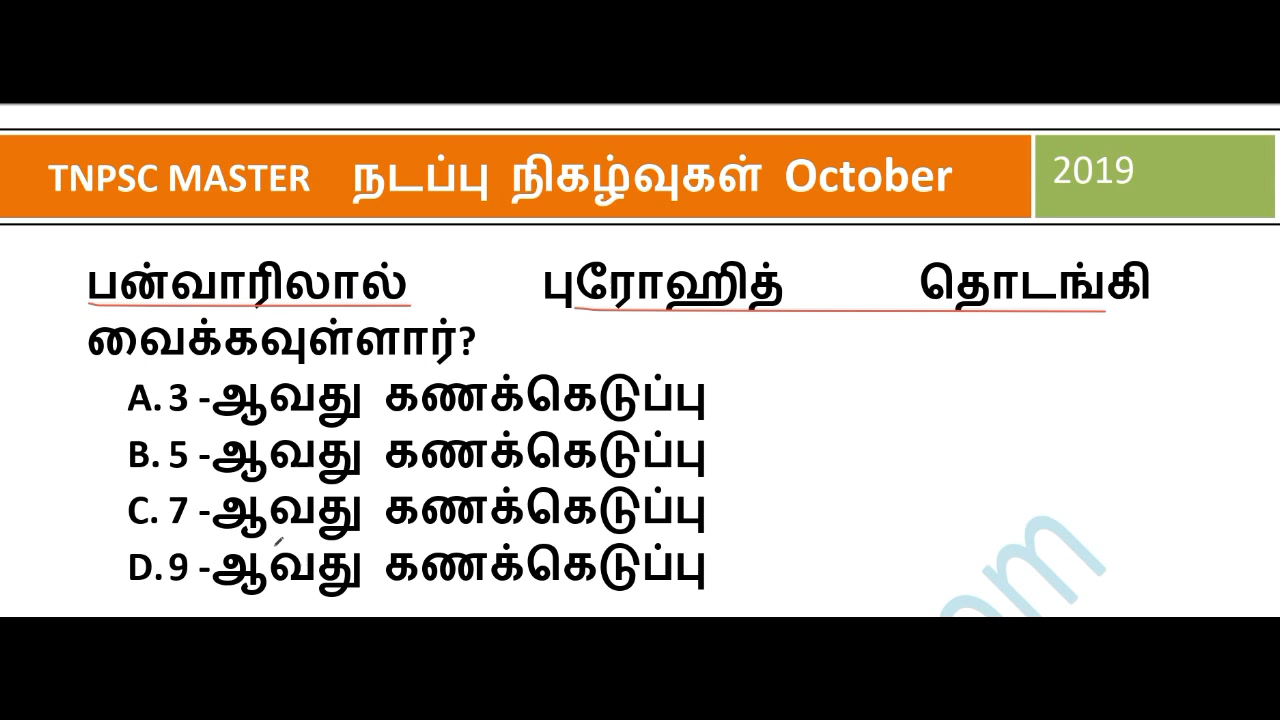 TNPSC MASTER நடப்பு நிகழ்வுகள் October 2019
பன்வாரிலால் புரோஹித் தொடங்கி
வைக்கவுள்ளார்?
A. 3 -ஆவது கணக்கெடுப்பு
B. 5 -ஆவது கணக்கெடுப்பு
C. 7 -ஆவது கணக்கெடுப்பு
D. 9 -ஆவது கணக்கெடுப்பு
om